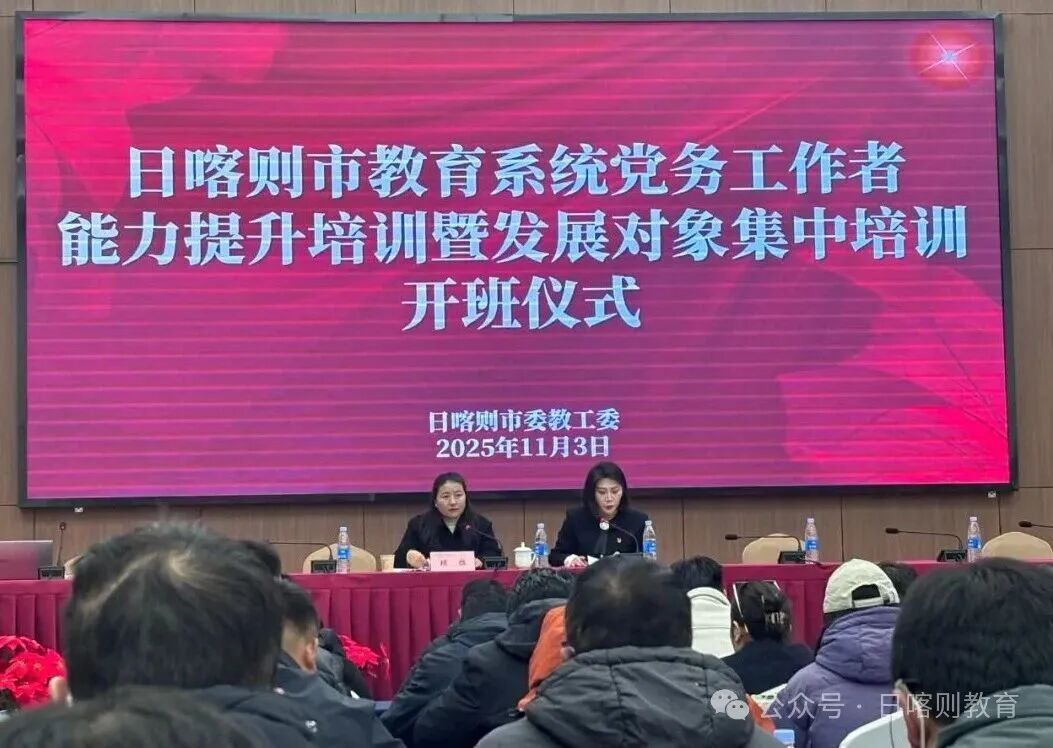 日喀则市教育系统党务工作者
能力提升培训暨发展对象集中培训
开班仪式
日喀则市委教工委
2025年11月3日
公众号·日喀则教育